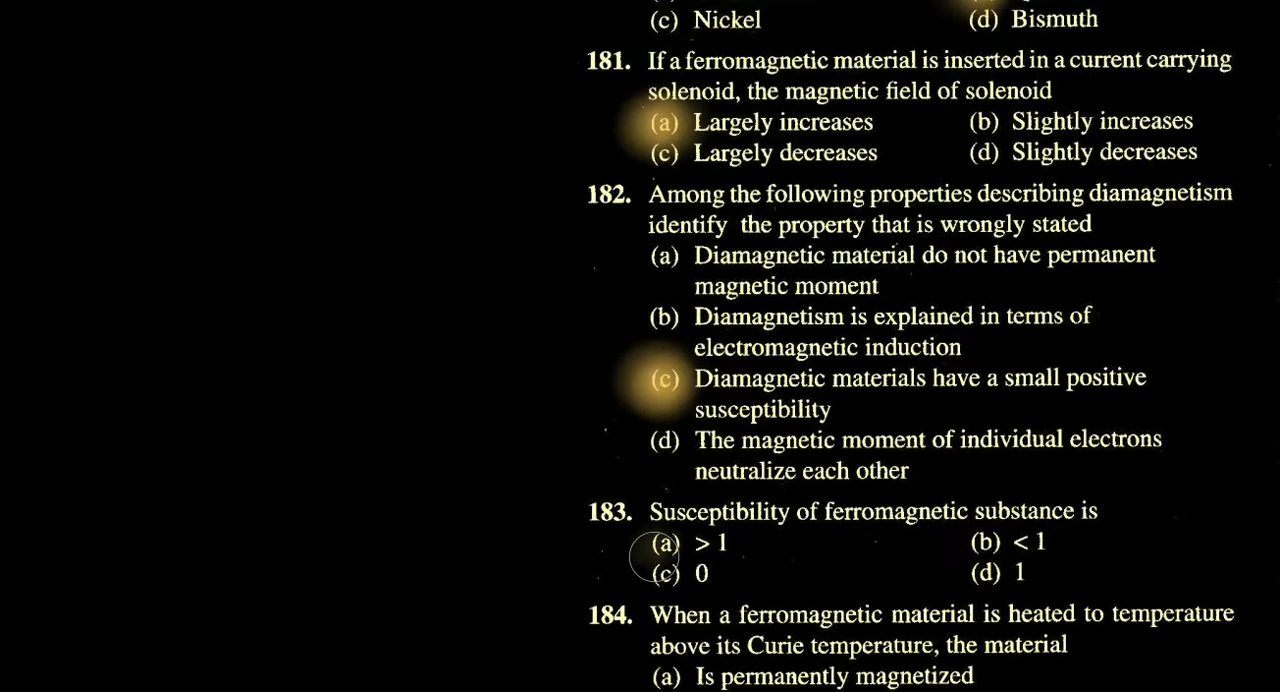 (c) Nickel (d) Bismuth
181. If a ferromagnetic material is inserted in a current carrying
solenoid, the magnetic field of solenoid
(a) Largely increases (b) Slightly increases
(c) Largely decreases (d) Slightly decreases
182. Among the following properties describing diamagnetism
identify the property that is wrongly stated
(a) Diamagnetic material do not have permanent
magnetic moment
(b) Diamagnetism is explained in terms of
electromagnetic induction
(c) Diamagnetic materials have a small positive
susceptibility
(d) The magnetic moment of individual electrons
neutralize each other
183. Susceptibility of ferromagnetic substance is
(a) > 1 (b) < 1
(c) 0 (d) 1
184. When a ferromagnetic material is heated to temperature
above its Curie temperature, the material
(a) Is permanently magnetized